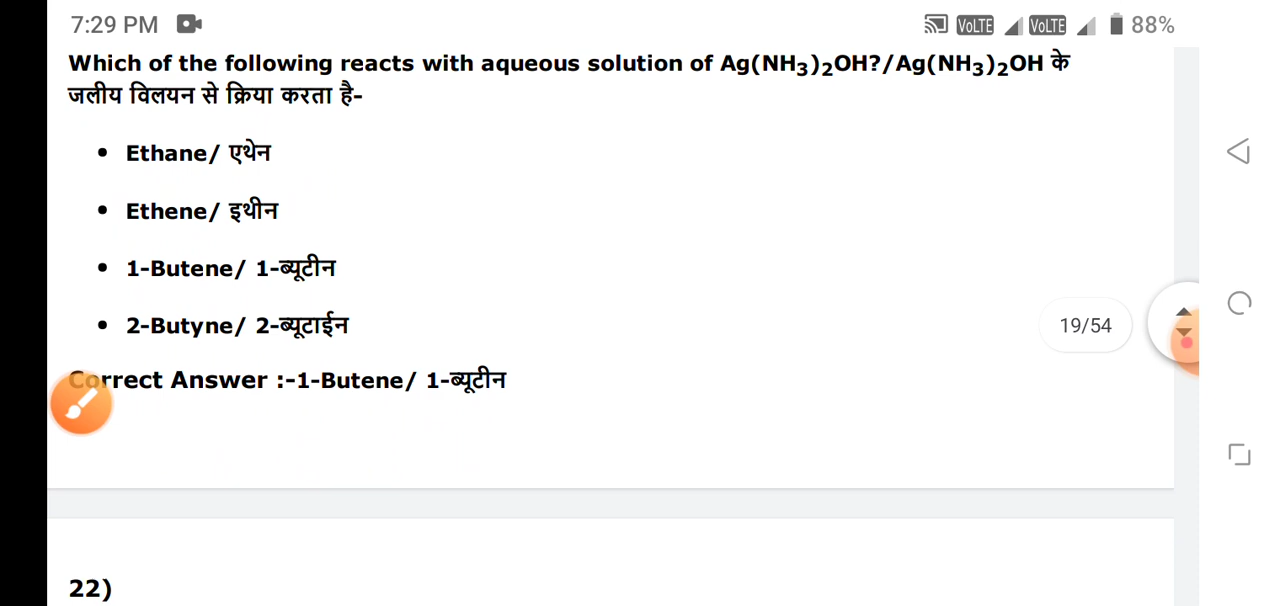 7:29 PM VoLTE VoLTE 88%
Which of the following reacts with aqueous solution of Ag(NH₃)₂OH?/Ag(NH₃)₂OH के
जलीय विलयन से क्रिया करता है-
• Ethane/ एथेन
• Ethene/ इथीन
• 1-Butene/ 1-ब्यूटीन
• 2-Butyne/ 2-ब्यूटाईन
19/54
Correct Answer :-1-Butene/ 1-ब्यूटीन
22)